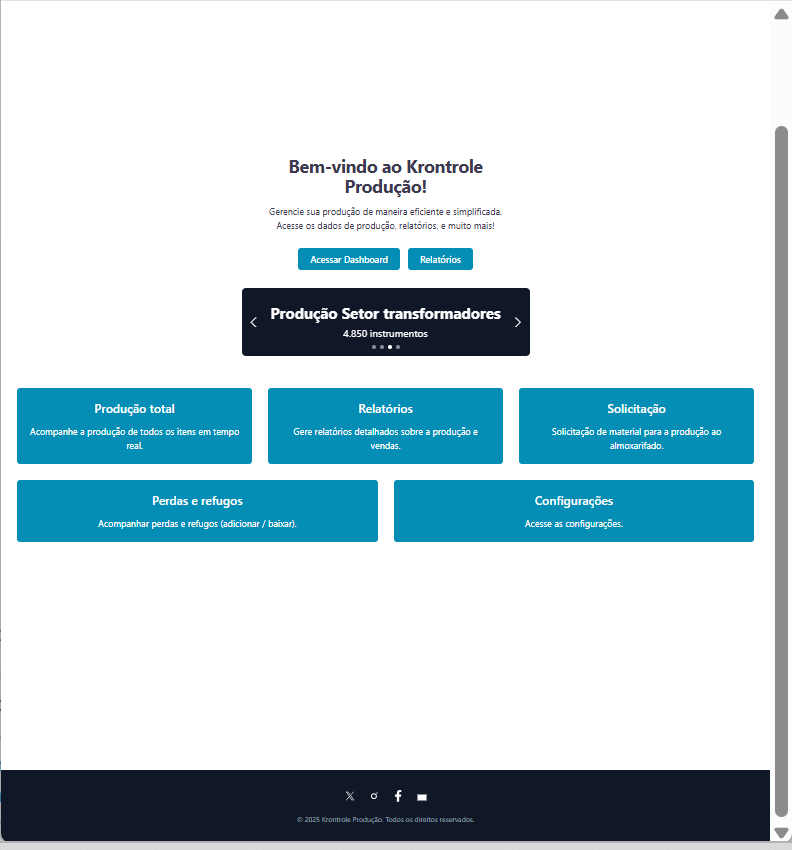 Bem-vindo ao Krontrole
Produção!
Gerencie sua produção de maneira eficiente e simplificada.
Acesse os dados de produção, relatórios, e muito mais!
Acessar Dashboard
Relatórios
Produção Setor transformadores
4.850 instrumentos
Produção total
Acompanhe a produção de todos os itens em tempo
real.
Relatórios
Gere relatórios detalhados sobre a produção e
vendas.
Solicitação
Solicitação de material para a produção ao
almoxarifado.
Perdas e refugos
Acompanhar perdas e refugos (adicionar / baixar).
Configurações
Acesse as configurações.
© 2025 Krontrole Produção. Todos os direitos reservados.